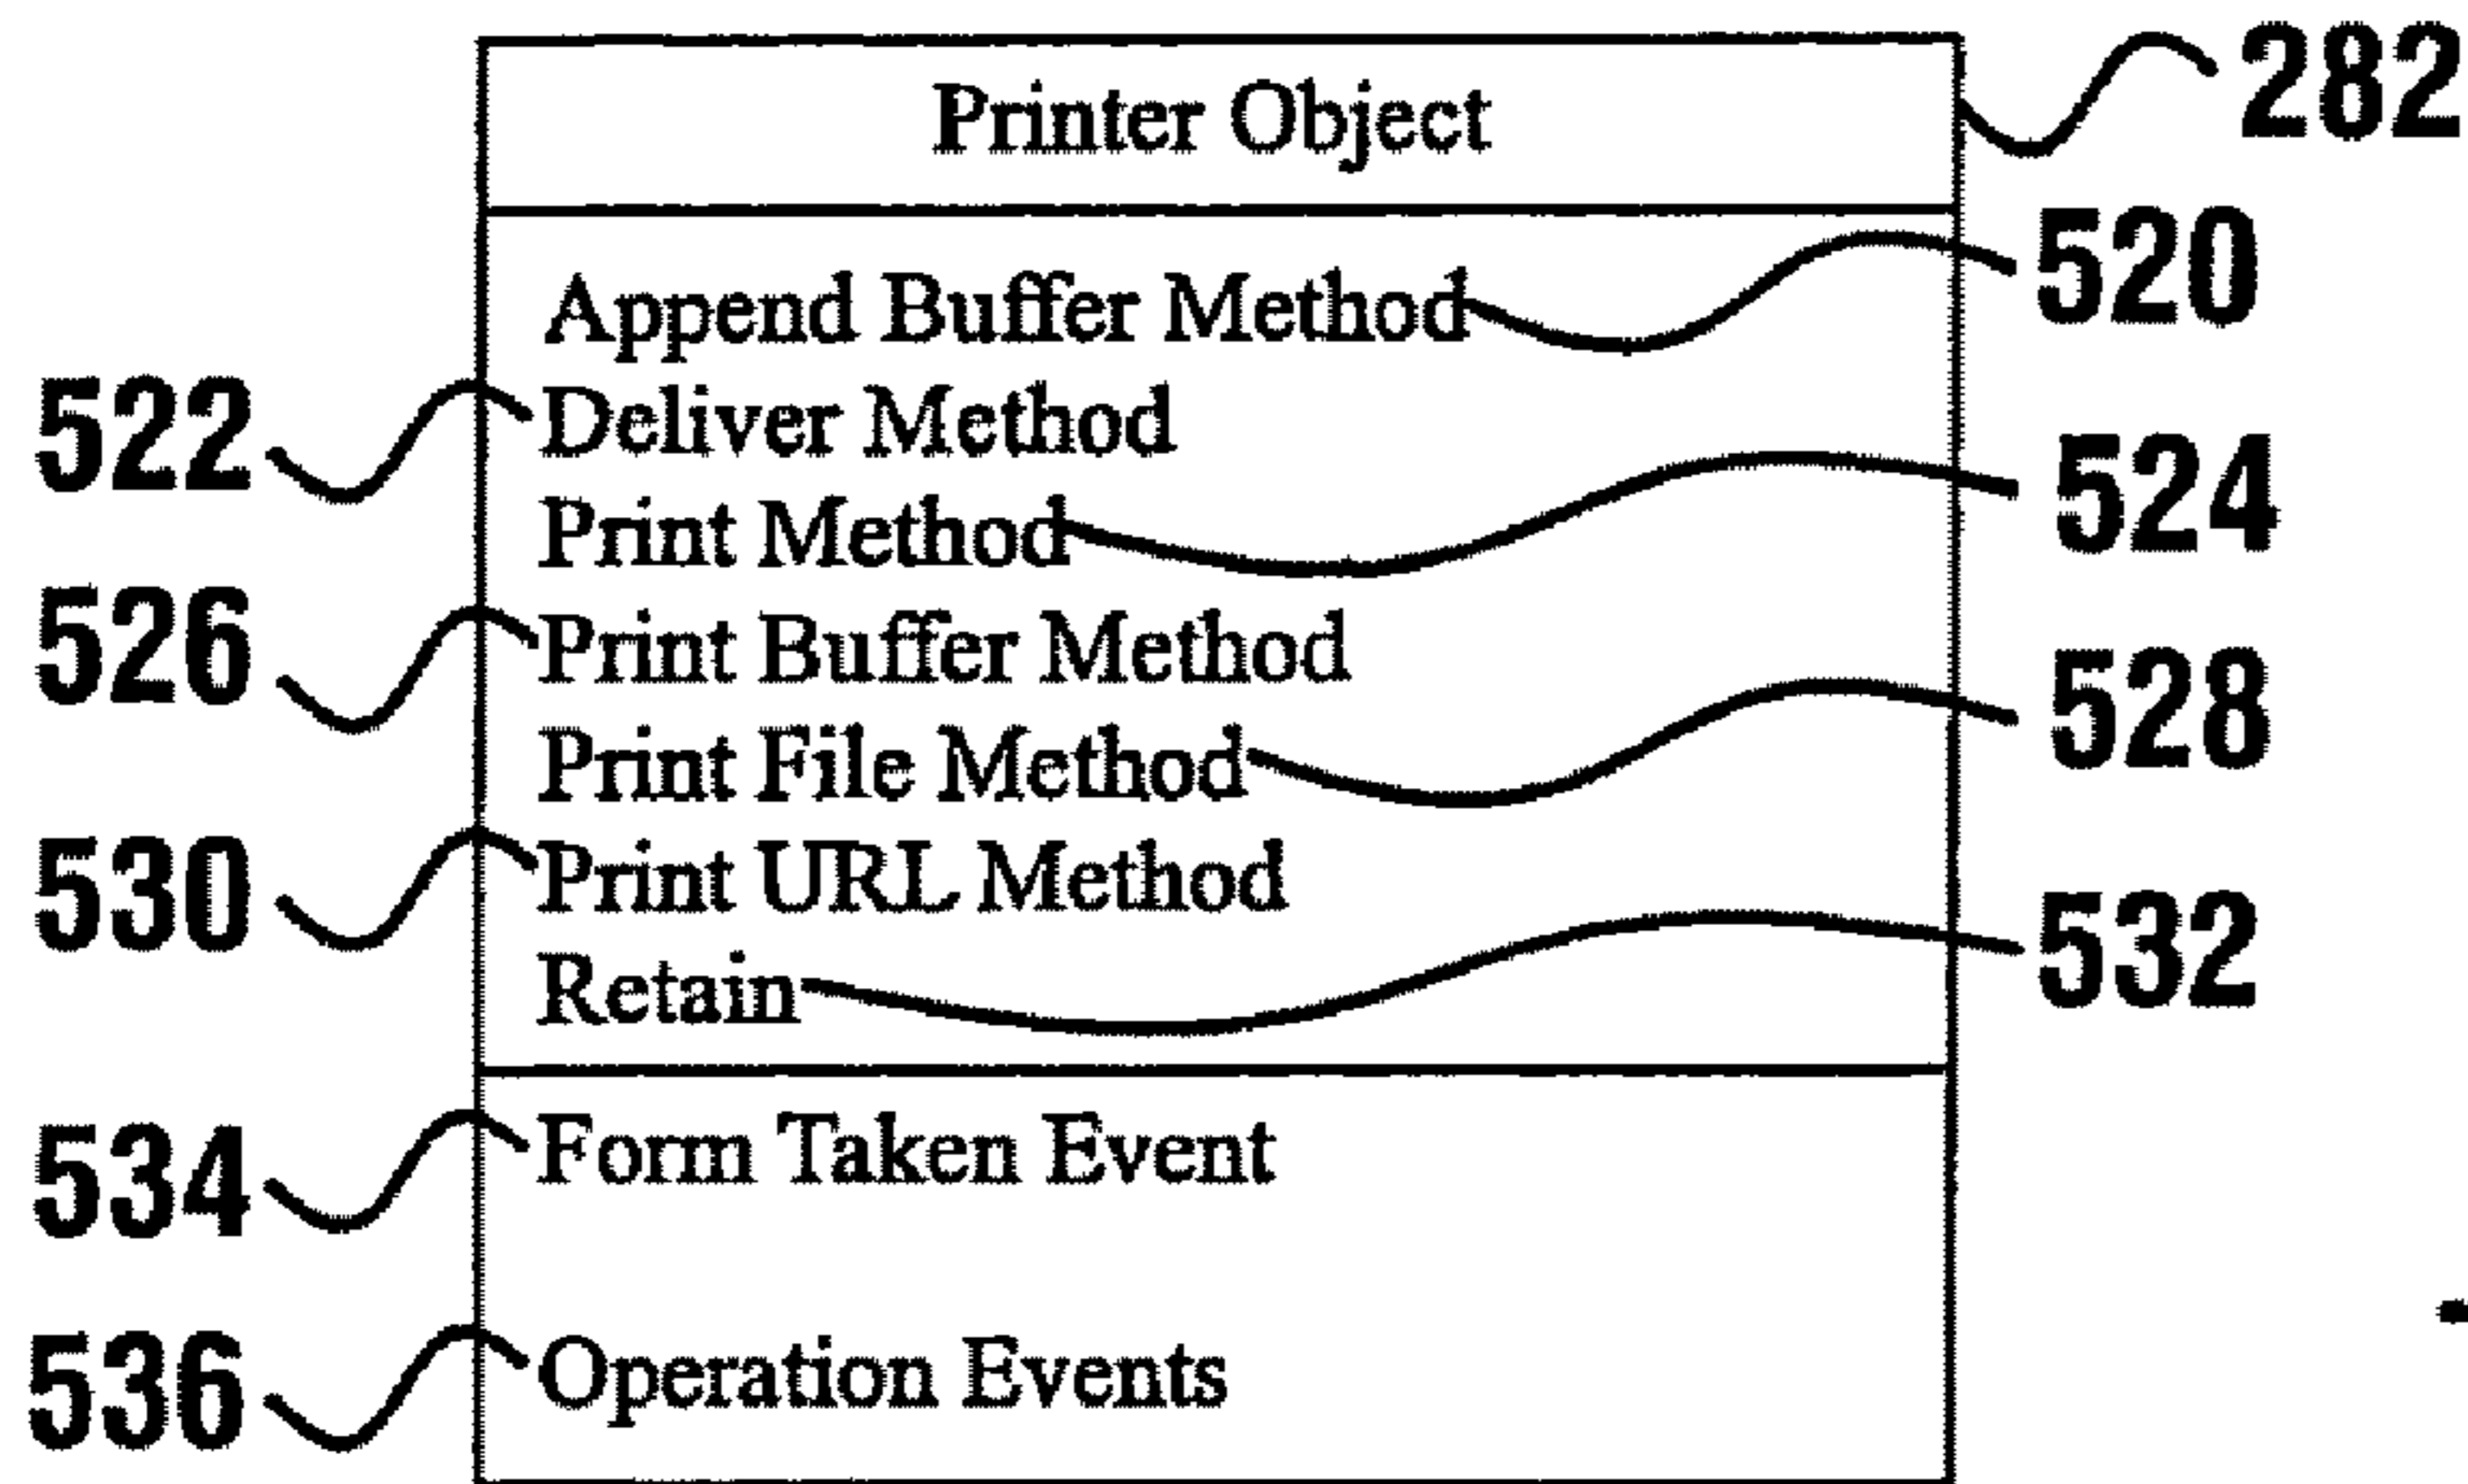 Printer Object 282
Append Buffer Method 520
522 Deliver Method
Print Method 524
526 Print Buffer Method
Print File Method 528
530 Print URL Method
Retain 532
534 Form Taken Event
536 Operation Events